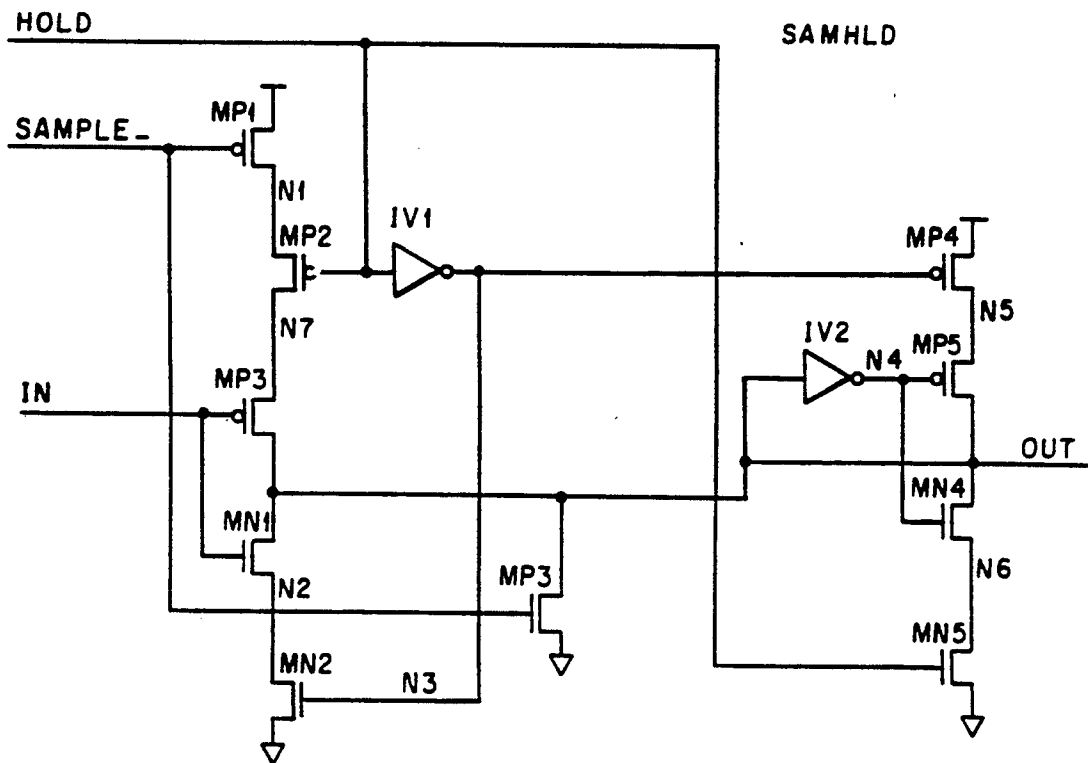 HOLD
SAMHLD
MP1
SAMPLE_
N1
IV1
MP2
MP4
N7
N5
IV2
MP3
N4
MP5
IN
OUT
MN1
MN4
N2
MP3
N6
MN2
N3
MN5